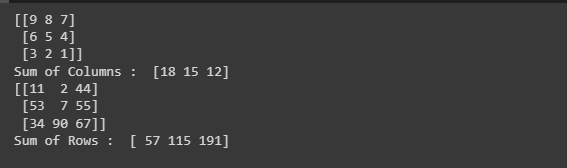 [[9 8 7]
 [6 5 4]
 [3 2 1]]
Sum of Columns :  [18 15 12]
[[11  2 44]
 [53  7 55]
 [34 90 67]]
Sum of Rows :  [ 57 115 191]